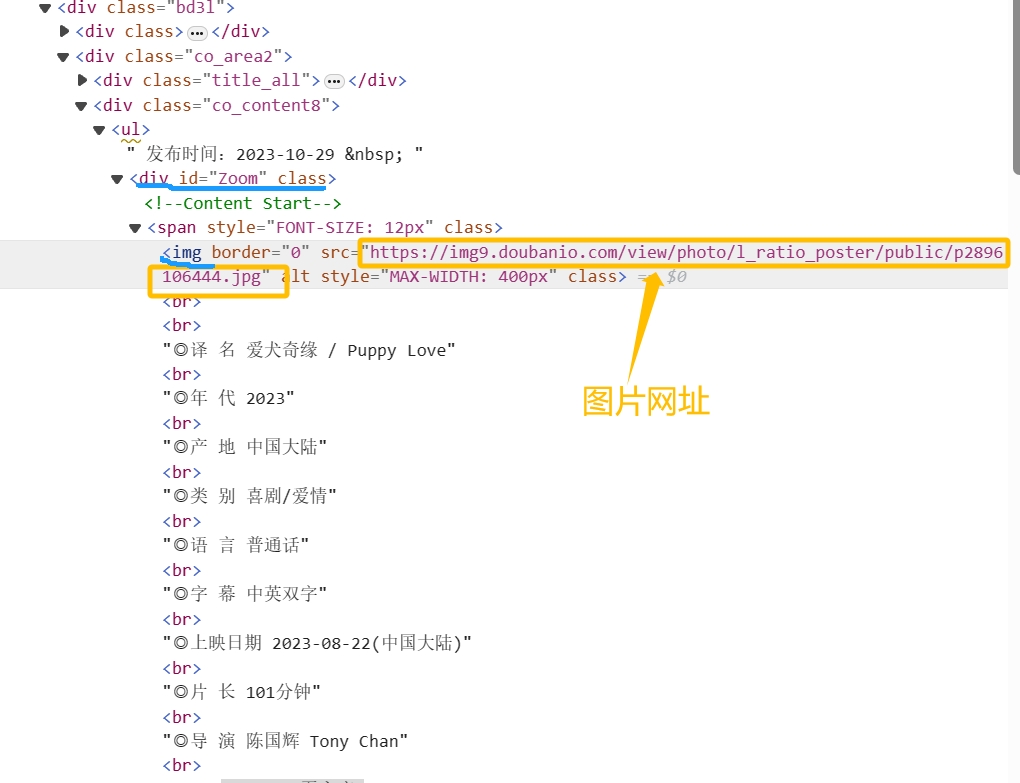 <div class="bd3l">
<div class>…</div>
<div class="co_area2">
<div class="title_all">…</div>
<div class="co_content8">
<ul>
" 发布时间：2023-10-29 &nbsp; "
<div id="Zoom" class>
<!--Content Start-->
<span style="FONT-SIZE: 12px" class>
<img border="0" src="https://img9.doubanio.com/view/photo/l_ratio_poster/public/p2896
106444.jpg" alt style="MAX-WIDTH: 400px" class> == $0
<br>
<br>
"◎译 名 爱犬奇缘 / Puppy Love"
<br>
图片网址
"◎年 代 2023"
<br>
"◎产 地 中国大陆"
<br>
"◎类 别 喜剧/爱情"
<br>
"◎语 言 普通话"
<br>
"◎字 幕 中英双字"
<br>
"◎上映日期 2023-08-22(中国大陆)"
<br>
"◎片 长 101分钟"
<br>
"◎导 演 陈国辉 Tony Chan"
<br>